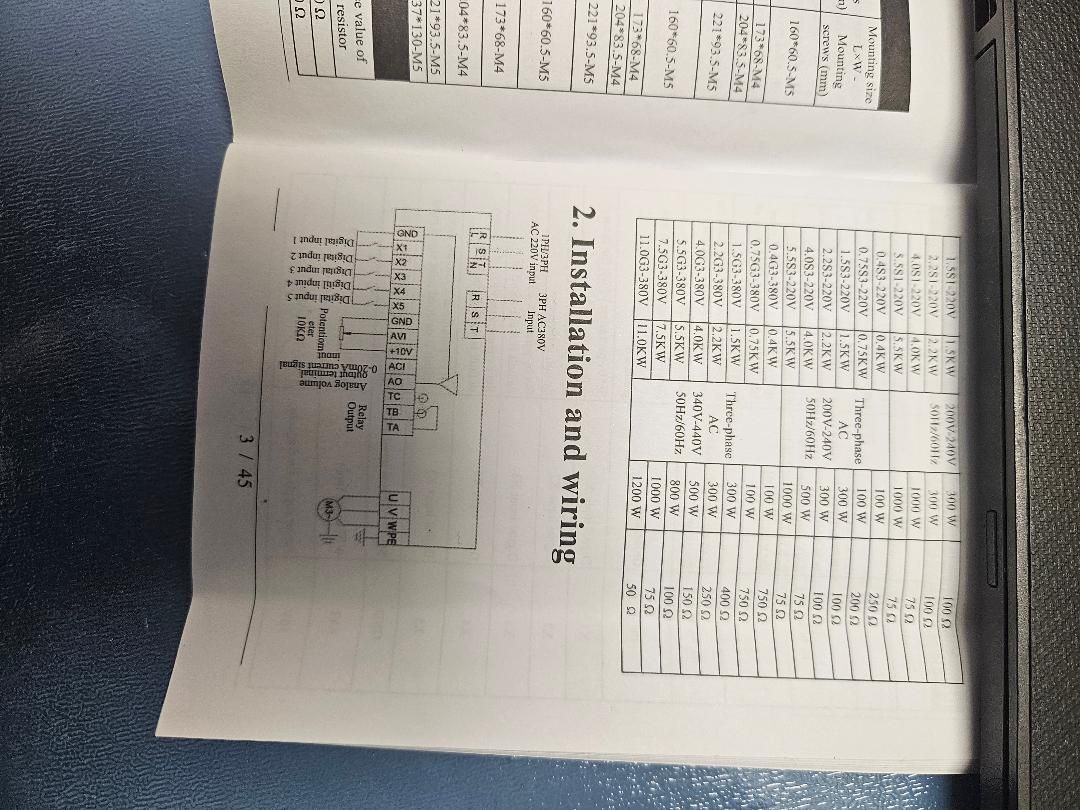 Mounting size
L×W -
Mounting
screws (mm)
160*60.5-M5
173*68-M4
204*83.5-M4
221*93.5-M5
160*60.5-M5
173*68-M4
204*83.5-M4
221*93.5-M5
160*60.5-M5
173*68-M4
04*83.5-M4
21*93.5-M5
37*130-M5
e value of
resistor
Ω
Ω
1.5S1-220V 1.5KW 200V-240V 300 W 100 Ω
2.2S1-220V 2.2KW 50Hz/60Hz 300 W 100 Ω
4.0S1-220V 4.0KW 1000 W 75 Ω
5.5S1-220V 5.5KW 1000 W 75 Ω
0.4S3-220V 0.4KW 100 W 250 Ω
0.75S3-220V 0.75KW Three-phase 100 W 200 Ω
1.5S3-220V 1.5KW AC 300 W 100 Ω
2.2S3-220V 2.2KW 200V-240V 300 W 100 Ω
4.0S3-220V 4.0KW 50Hz/60Hz 500 W 75 Ω
5.5S3-220V 5.5KW 1000 W 75 Ω
0.4G3-380V 0.4KW 100 W 750 Ω
0.75G3-380V 0.75KW 100 W 750 Ω
1.5G3-380V 1.5KW Three-phase 300 W 400 Ω
2.2G3-380V 2.2KW AC 300 W 250 Ω
4.0G3-380V 4.0KW 340V-440V 500 W 150 Ω
5.5G3-380V 5.5KW 50Hz/60Hz 800 W 100 Ω
7.5G3-380V 7.5KW 1000 W 75 Ω
11.0G3-380V 11.0KW 1200 W 50 Ω
2. Installation and wiring
1PH/3PH 3PH AC380V
AC 220V input Input
R S T R S T
L N
GND X1 X2 X3 X4 X5 GND AVI +10V ACI AO TC TB TA U V W PE
Digital input 1
Digital input 2
Digital input 3
Digital input 4
Digital input 5
Potentiom
eter
10KΩ
input
0-20mA current signal
output terminal
Analog volume
Relay
Output
M3~
3 / 45